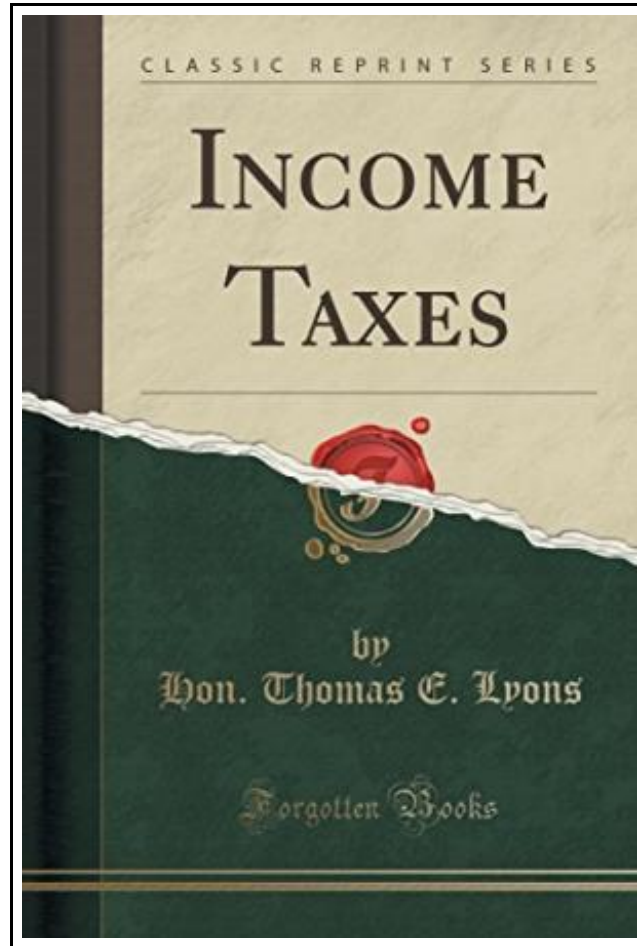 CLASSIC REPRINT SERIES
INCOME
TAXES
by
Hon. Thomas E. Lyons
Forgotten Books